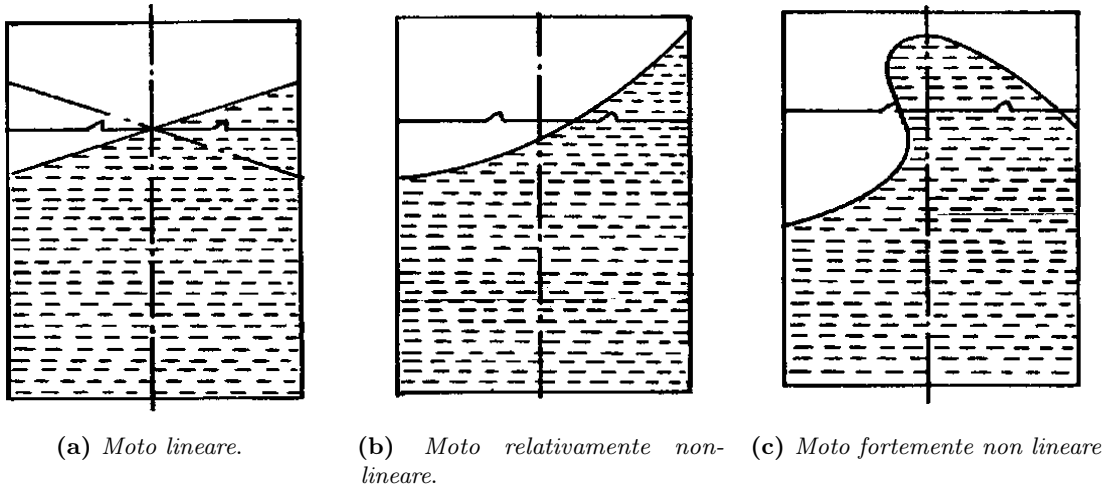 (a) Moto lineare.
(b) Moto relativamente non-
lineare.
(c) Moto fortemente non lineare